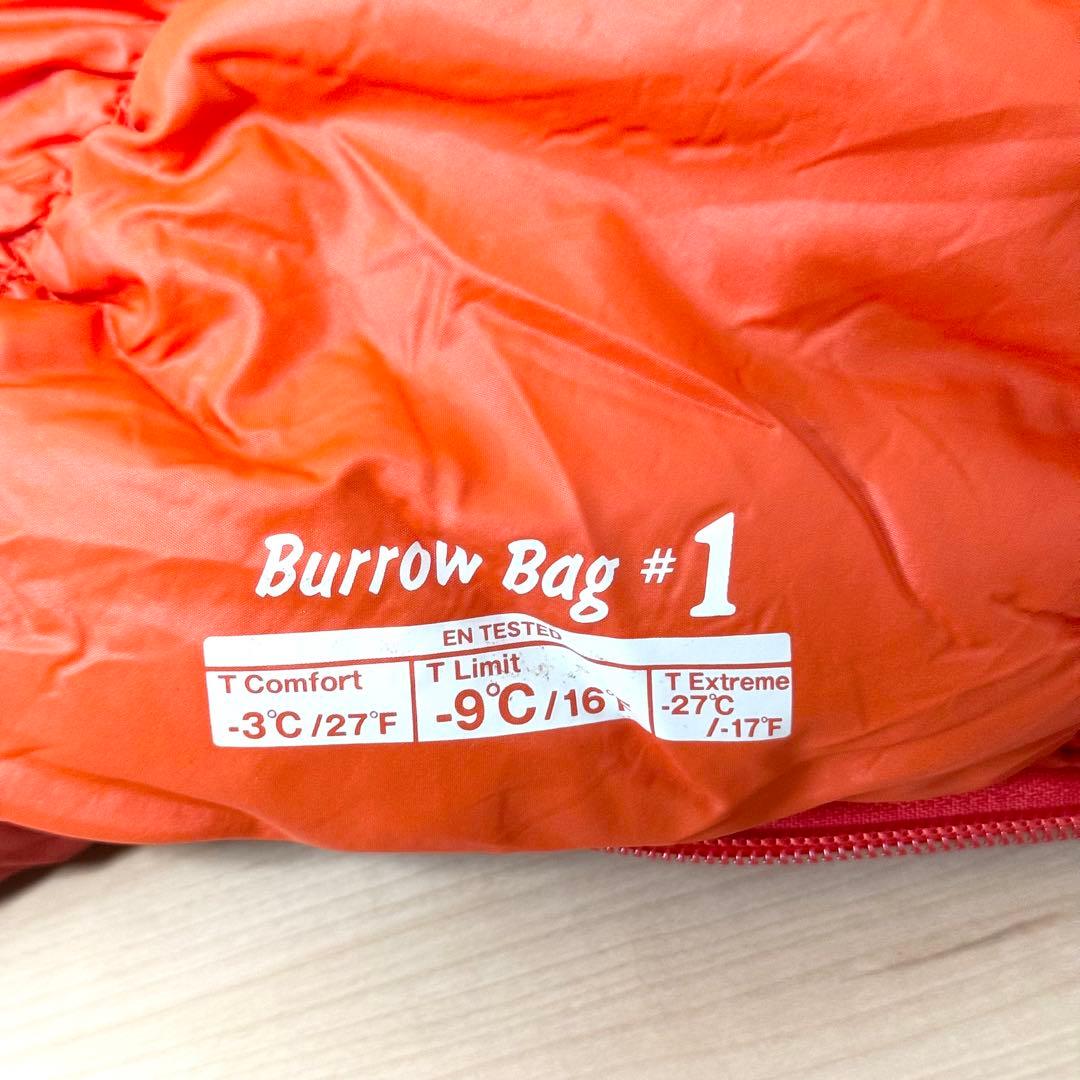 Burrow Bag #1
EN TESTED
T Comfort
-3℃/27°F
T Limit
-9℃/16°F
T Extreme
-27℃
/-17°F